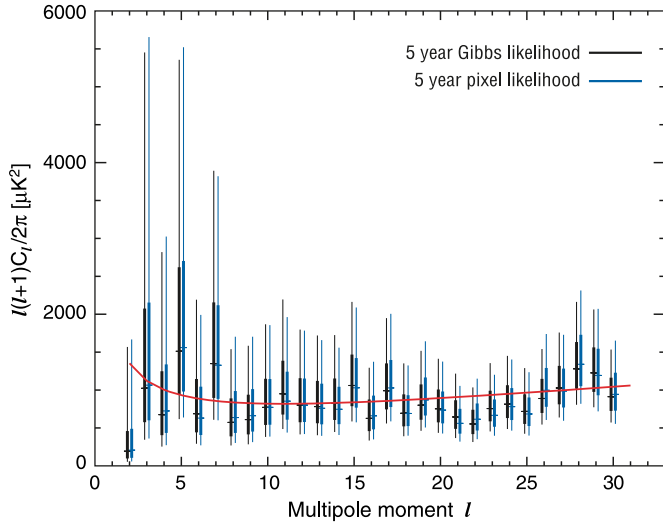 6000
4000
2000
0
l(l+1)Cl/2π [μK²]
5 year Gibbs likelihood
5 year pixel likelihood
0 5 10 15 20 25 30
Multipole moment l